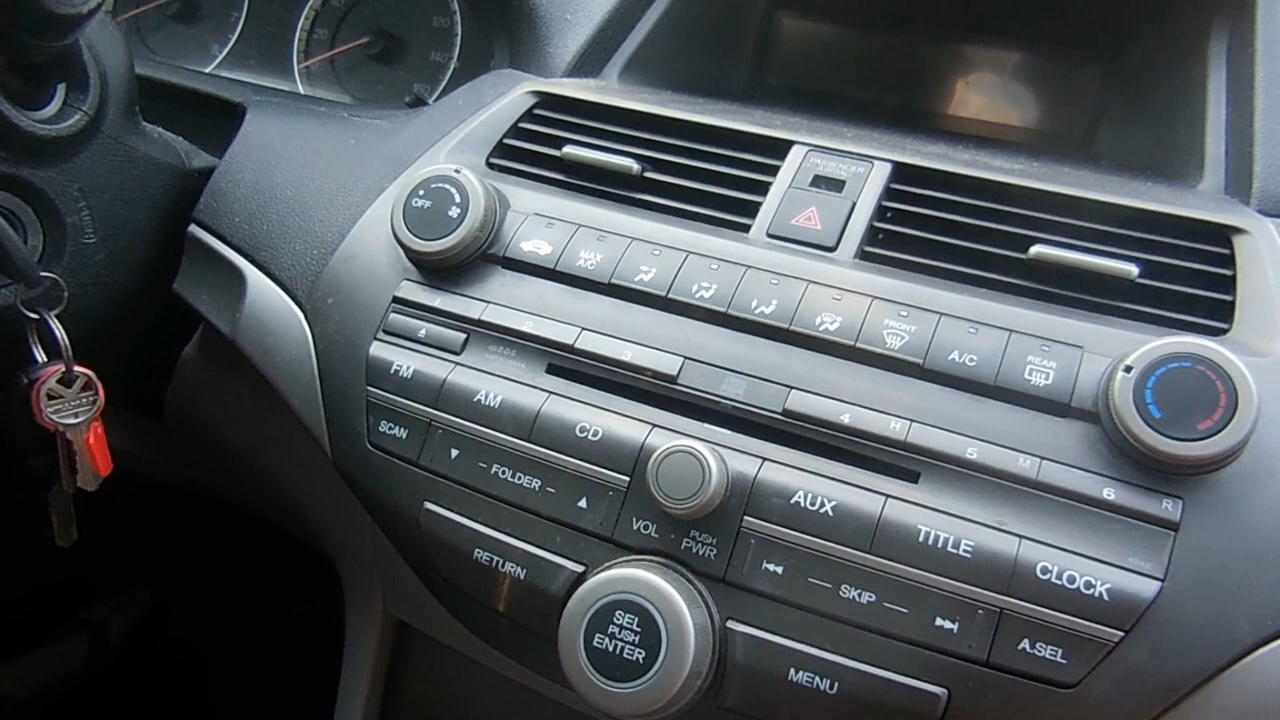 20
120
140
160
PASSENGER
AIRBAG
OFF
MAX
A/C
FRONT
A/C
REAR
1
2
3
4 H
5 M
6 R
FM
AM
CD
AUX
TITLE
CLOCK
SCAN
– FOLDER –
VOL
PUSH
PWR
— SKIP —
A.SEL
RETURN
SEL
PUSH
ENTER
MENU